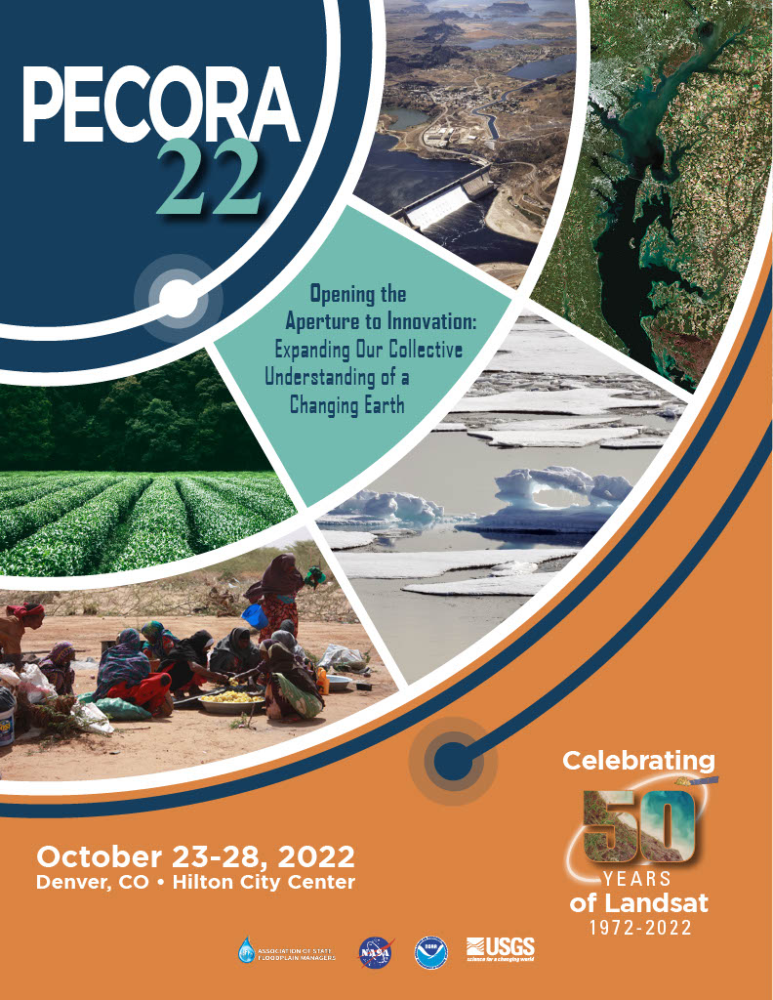 PECORA
22
Opening the
Aperture to Innovation:
Expanding Our Collective
Understanding of a
Changing Earth
Celebrating
50
YEARS
of Landsat
1972-2022
October 23-28, 2022
Denver, CO • Hilton City Center
ASSOCIATION OF STATE
FLOODPLAIN MANAGERS
NASA
NOAA
USGS
science for a changing world